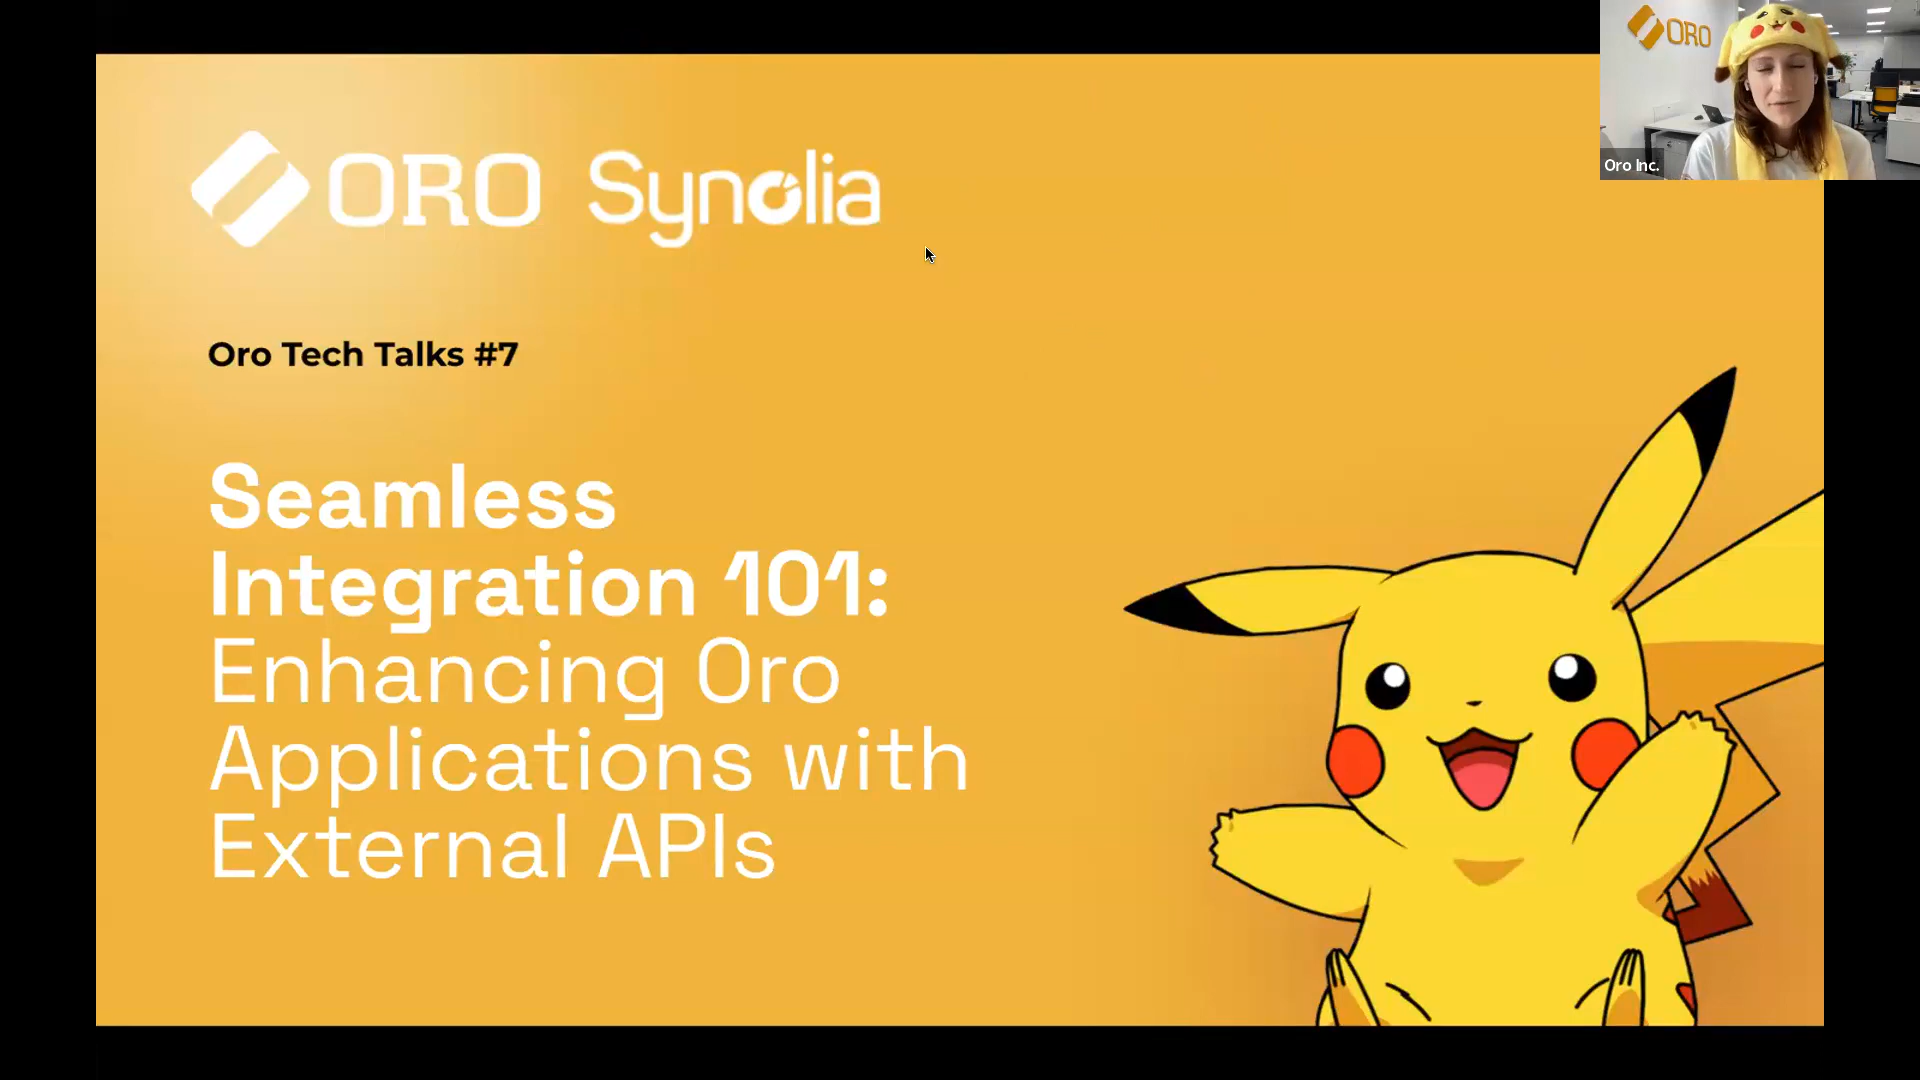 ORO Synolia
Oro Tech Talks #7
Seamless
Integration 101:
Enhancing Oro
Applications with
External APIs
ORO
Oro Inc.